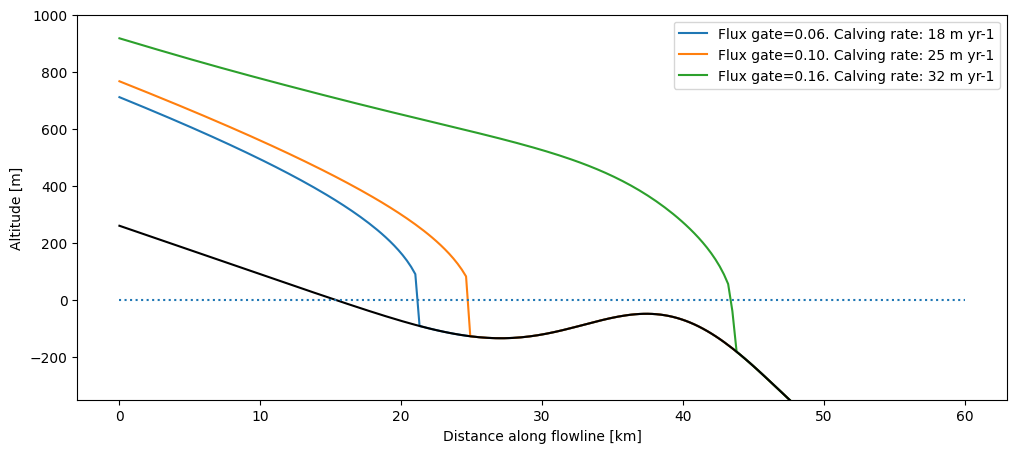 Flux gate=0.06. Calving rate: 18 m yr-1
Flux gate=0.10. Calving rate: 25 m yr-1
Flux gate=0.16. Calving rate: 32 m yr-1
Altitude [m]
1000
800
600
400
200
0
−200
0
10
20
30
40
50
60
Distance along flowline [km]